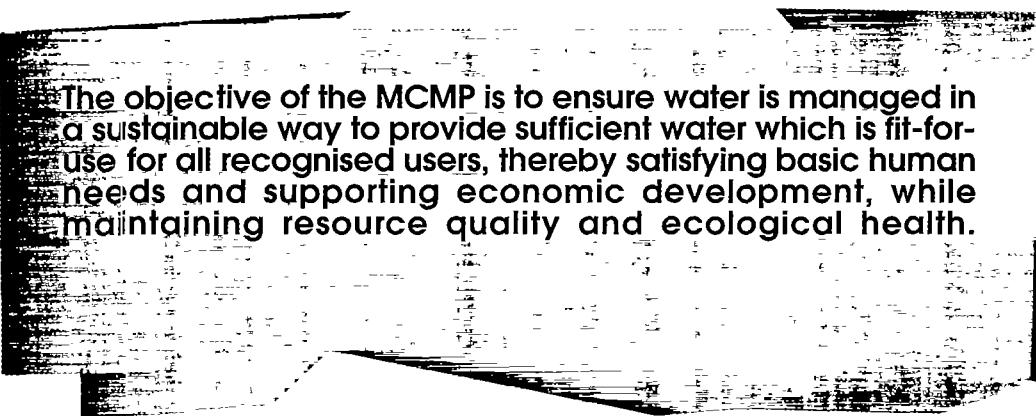 The objective of the MCMP is to ensure water is managed in
a sustainable way to provide sufficient water which is fit-for-
use for all recognised users, thereby satisfying basic human
needs and supporting economic development, while
maintaining resource quality and ecological health.